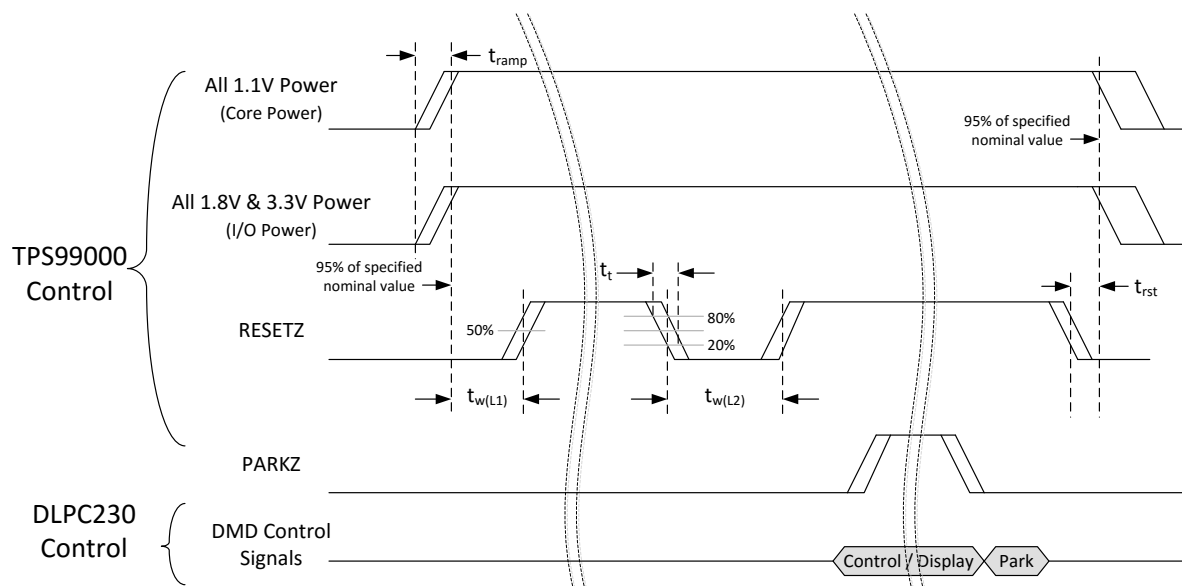 t_ramp
All 1.1V Power
(Core Power)
95% of specified
nominal value
All 1.8V & 3.3V Power
(I/O Power)
TPS99000
Control
95% of specified
nominal value
t_t
t_rst
RESETZ
50%
80%
20%
t_w(L1)
t_w(L2)
PARKZ
DLPC230
Control
DMD Control
Signals
Control / Display
Park